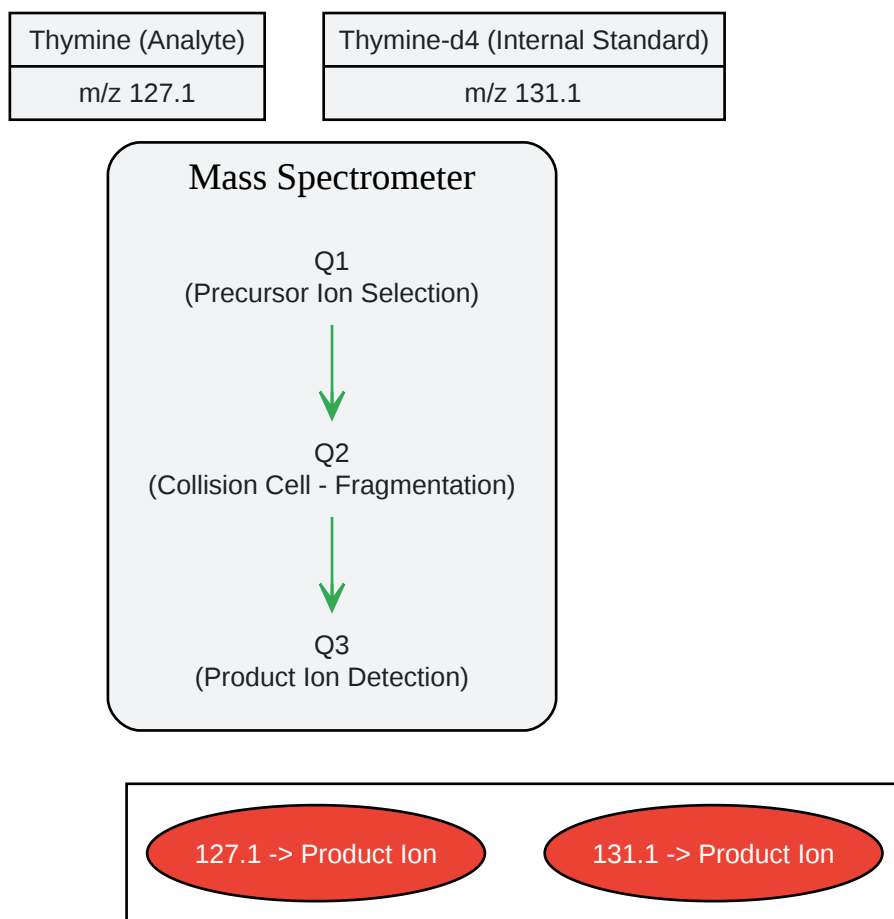 Thymine (Analyte)
m/z 127.1
Thymine-d4 (Internal Standard)
m/z 131.1
Mass Spectrometer
Q1
(Precursor Ion Selection)
Q2
(Collision Cell - Fragmentation)
Q3
(Product Ion Detection)
127.1 -> Product Ion
131.1 -> Product Ion